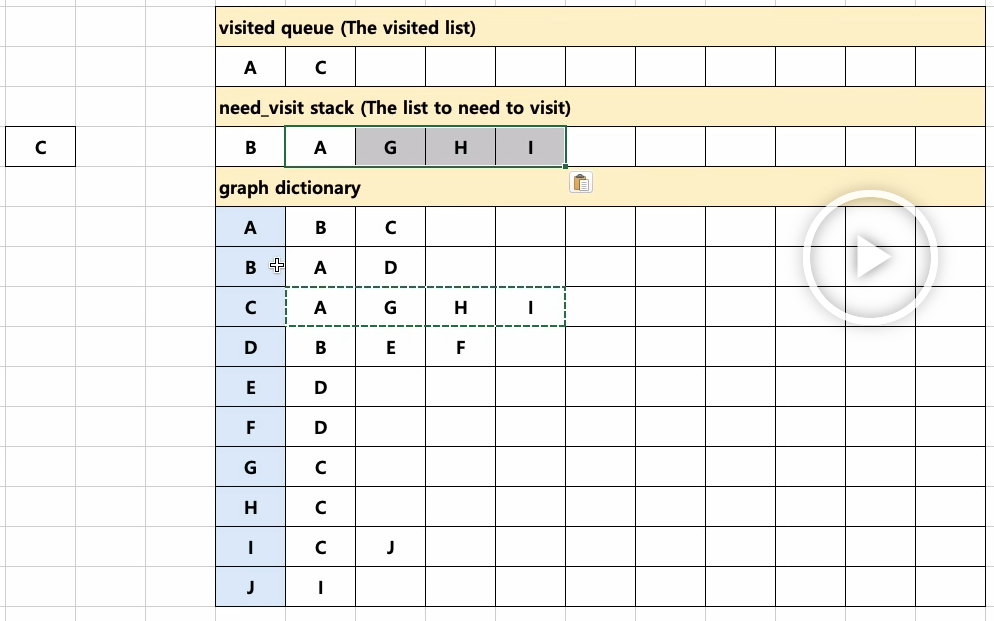 visited queue (The visited list)
A C
need_visit stack (The list to need to visit)
C B A G H I
graph dictionary
A B C
B A D
C A G H I
D B E F
E D
F D
G C
H C
I C J
J I